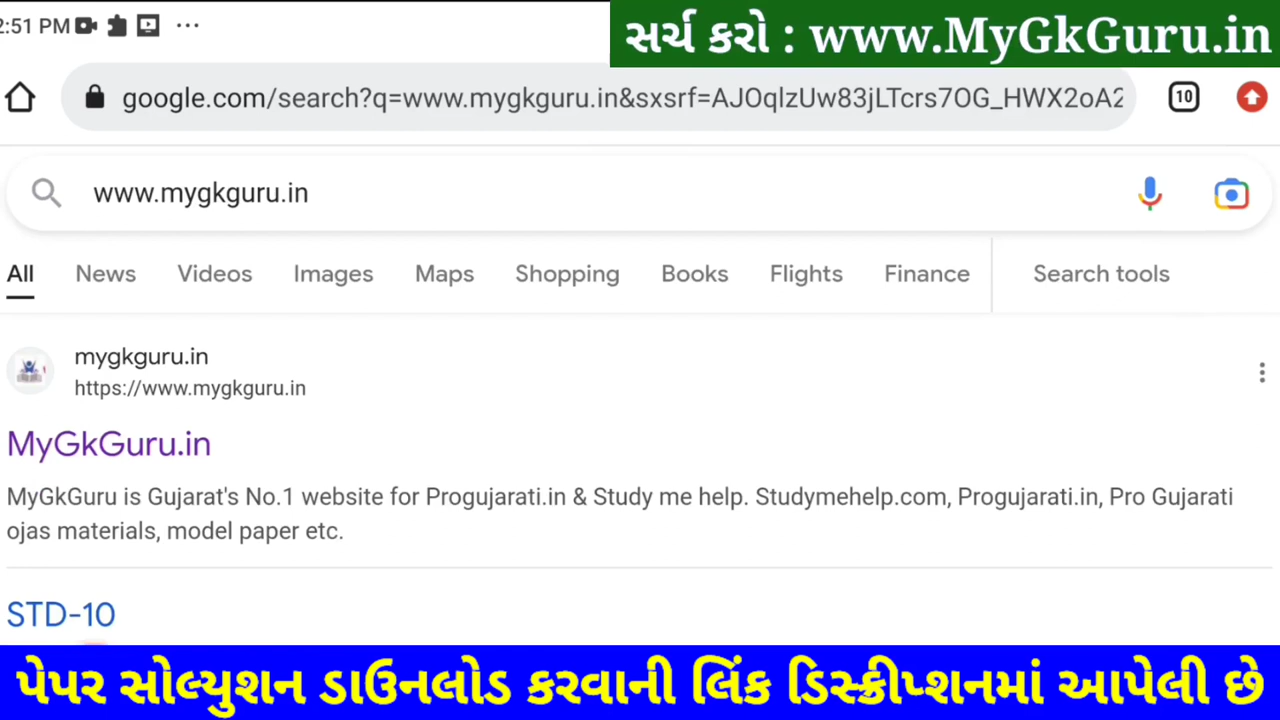 2:51 PM
સર્ચ કરો : www.MyGkGuru.in
google.com/search?q=www.mygkguru.in&sxsrf=AJOqlzUw83jLTcrs7OG_HWX2oA2
10
www.mygkguru.in
All News Videos Images Maps Shopping Books Flights Finance Search tools
mygkguru.in
https://www.mygkguru.in
MyGkGuru.in
MyGkGuru is Gujarat's No.1 website for Progujarati.in & Study me help. Studymehelp.com, Progujarati.in, Pro Gujarati
ojas materials, model paper etc.
STD-10
પેપર સોલ્યુશન ડાઉનલોડ કરવાની લિંક ડિસ્ક્રીપ્શનમાં આપેલી છે